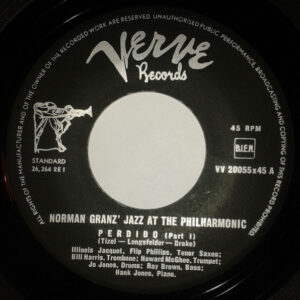 ALL RIGHTS OF THE MANUFACTURER AND OF THE OWNER OF THE RECORDED WORK ARE RESERVED. UNAUTHORISED PUBLIC PERFORMANCE, BROADCASTING AND COPYING OF THIS RECORD PROHIBITED
Verve
Records
STANDARD
26,264 RE I
45 RPM
B.I.E.M.
VV 20055x45 A
NORMAN GRANZ' JAZZ AT THE PHILHARMONIC
PERDIDO (Part I)
(Tizel — Lengsfelder — Drake)
Illinois Jacquet, Flip Phillips, Tenor Saxes;
Bill Harris, Trombone; Howard McGhee, Trumpet;
Jo Jones, Drums; Ray Brown, Bass;
Hank Jones, Piano.